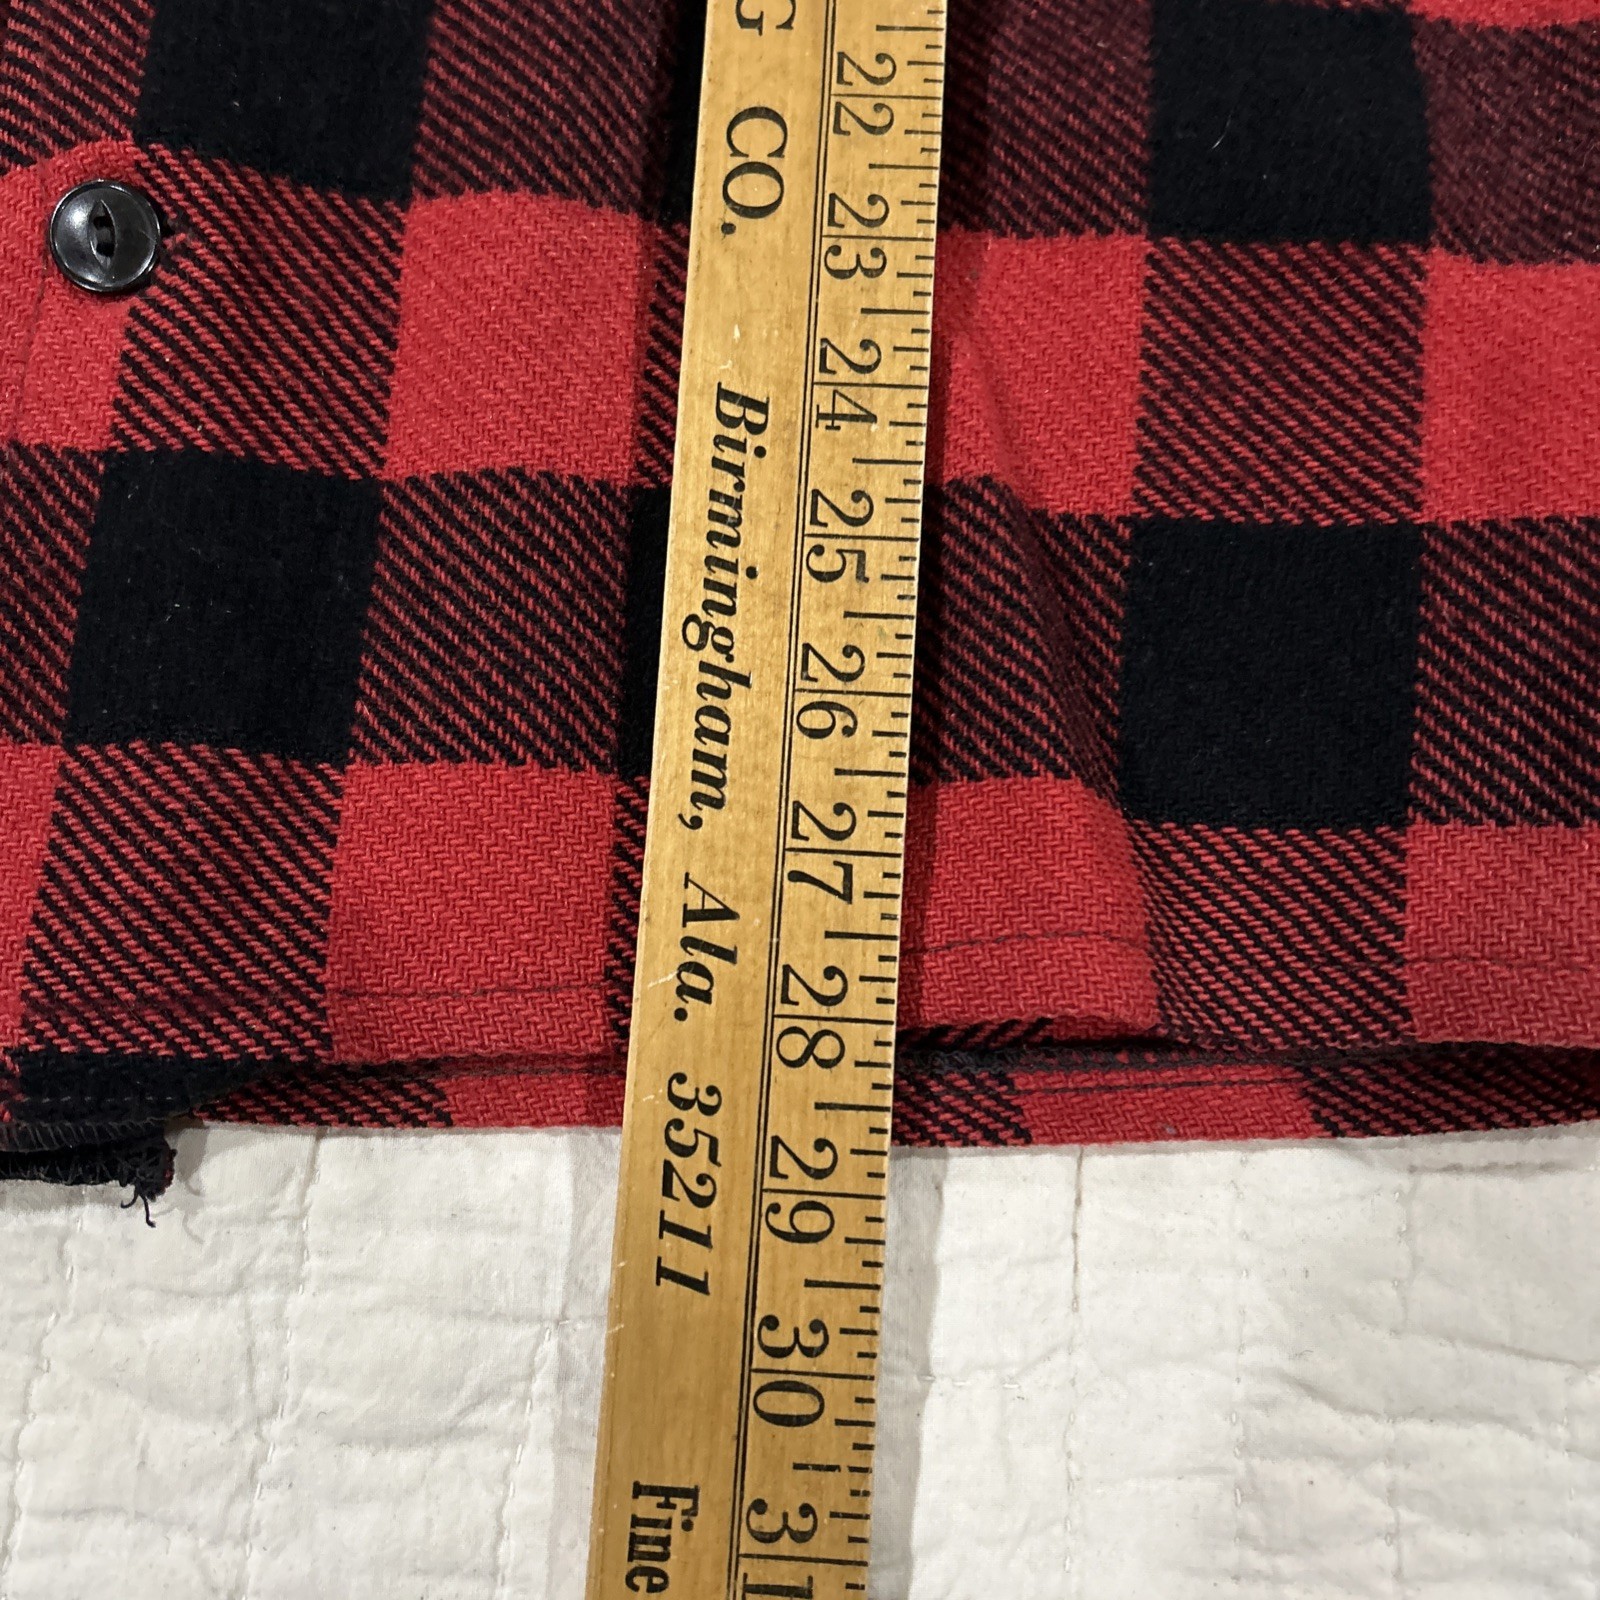 G CO. Birmingham, Ala. 35211 Fine
22 23 24 25 26 27 28 29 30 31